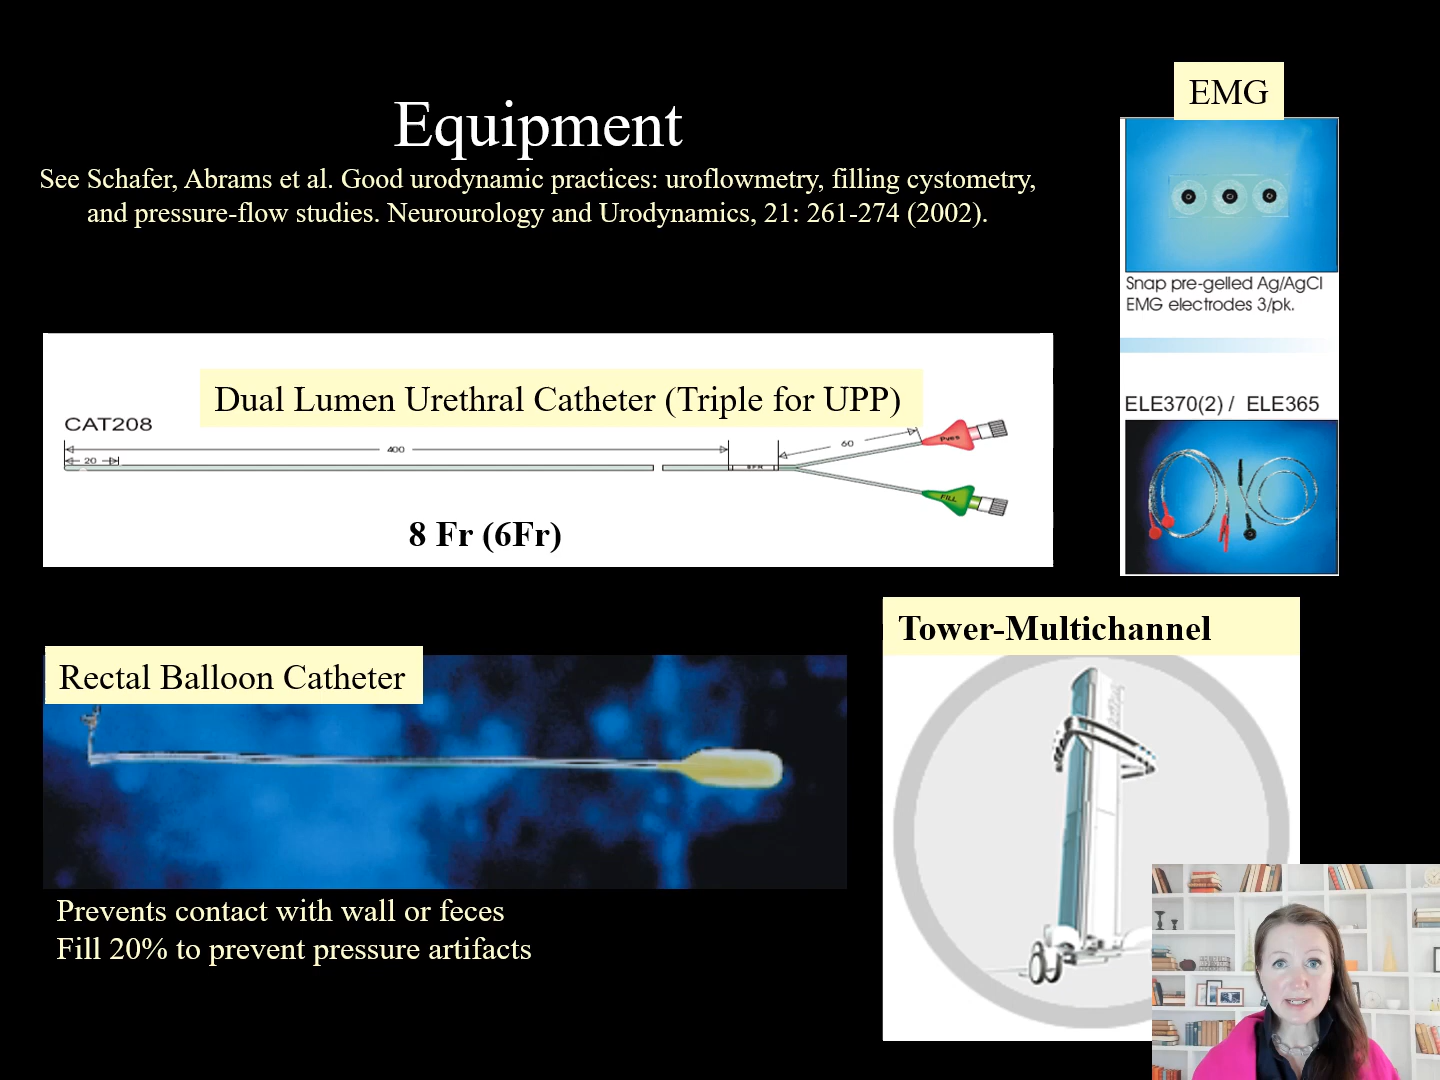 Equipment
See Schafer, Abrams et al. Good urodynamic practices: uroflowmetry, filling cystometry,
and pressure-flow studies. Neurourology and Urodynamics, 21: 261-274 (2002).
EMG
Snap pre-gelled Ag/AgCl
EMG electrodes 3/pk.
ELE370(2) / ELE365
Dual Lumen Urethral Catheter (Triple for UPP)
CAT208
400
20
60
8FR
Pves
FILL
8 Fr (6Fr)
Rectal Balloon Catheter
Prevents contact with wall or feces
Fill 20% to prevent pressure artifacts
Tower-Multichannel